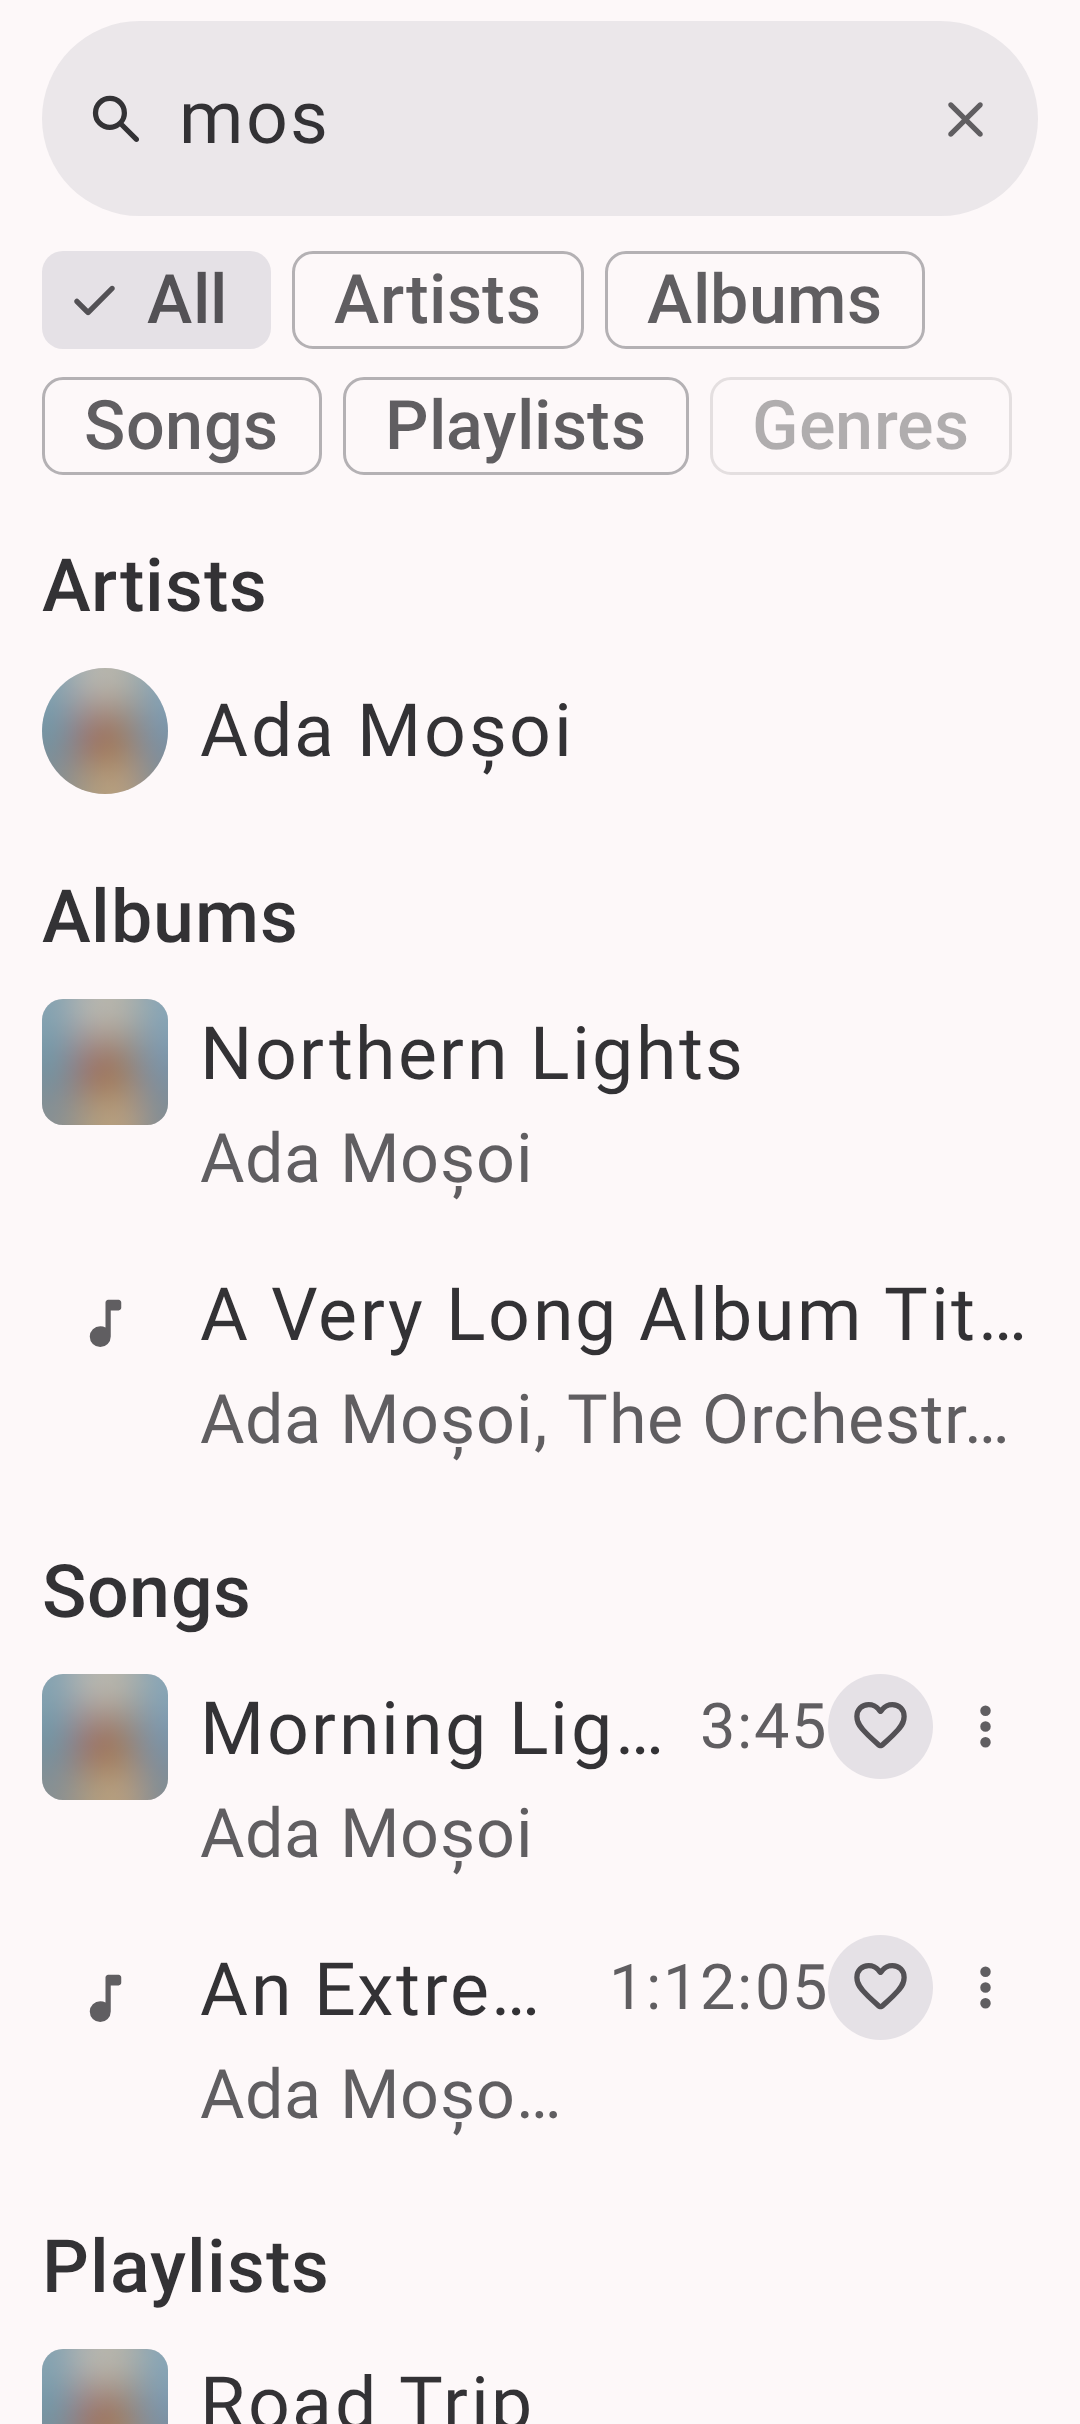 mos
All Artists Albums
Songs Playlists Genres
Artists
Ada Moșoi
Albums
Northern Lights
Ada Moșoi
A Very Long Album Tit…
Ada Moșoi, The Orchestr…
Songs
Morning Lig… 3:45
Ada Moșoi
An Extre… 1:12:05
Ada Moșo…
Playlists
Road Trip